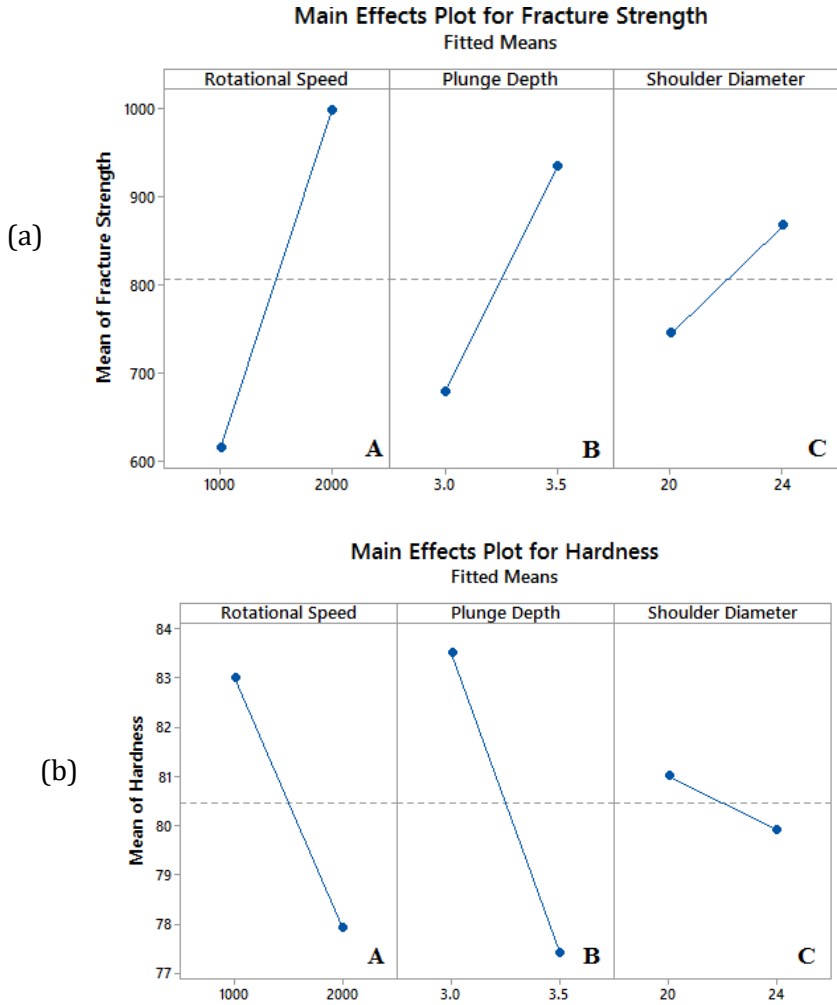 Main Effects Plot for Fracture Strength
Fitted Means
Rotational Speed Plunge Depth Shoulder Diameter
1000
900
800
700
600
Mean of Fracture Strength
(a)
A B C
1000 2000 3.0 3.5 20 24
Main Effects Plot for Hardness
Fitted Means
Rotational Speed Plunge Depth Shoulder Diameter
84
83
82
81
80
79
78
77
Mean of Hardness
(b)
A B C
1000 2000 3.0 3.5 20 24